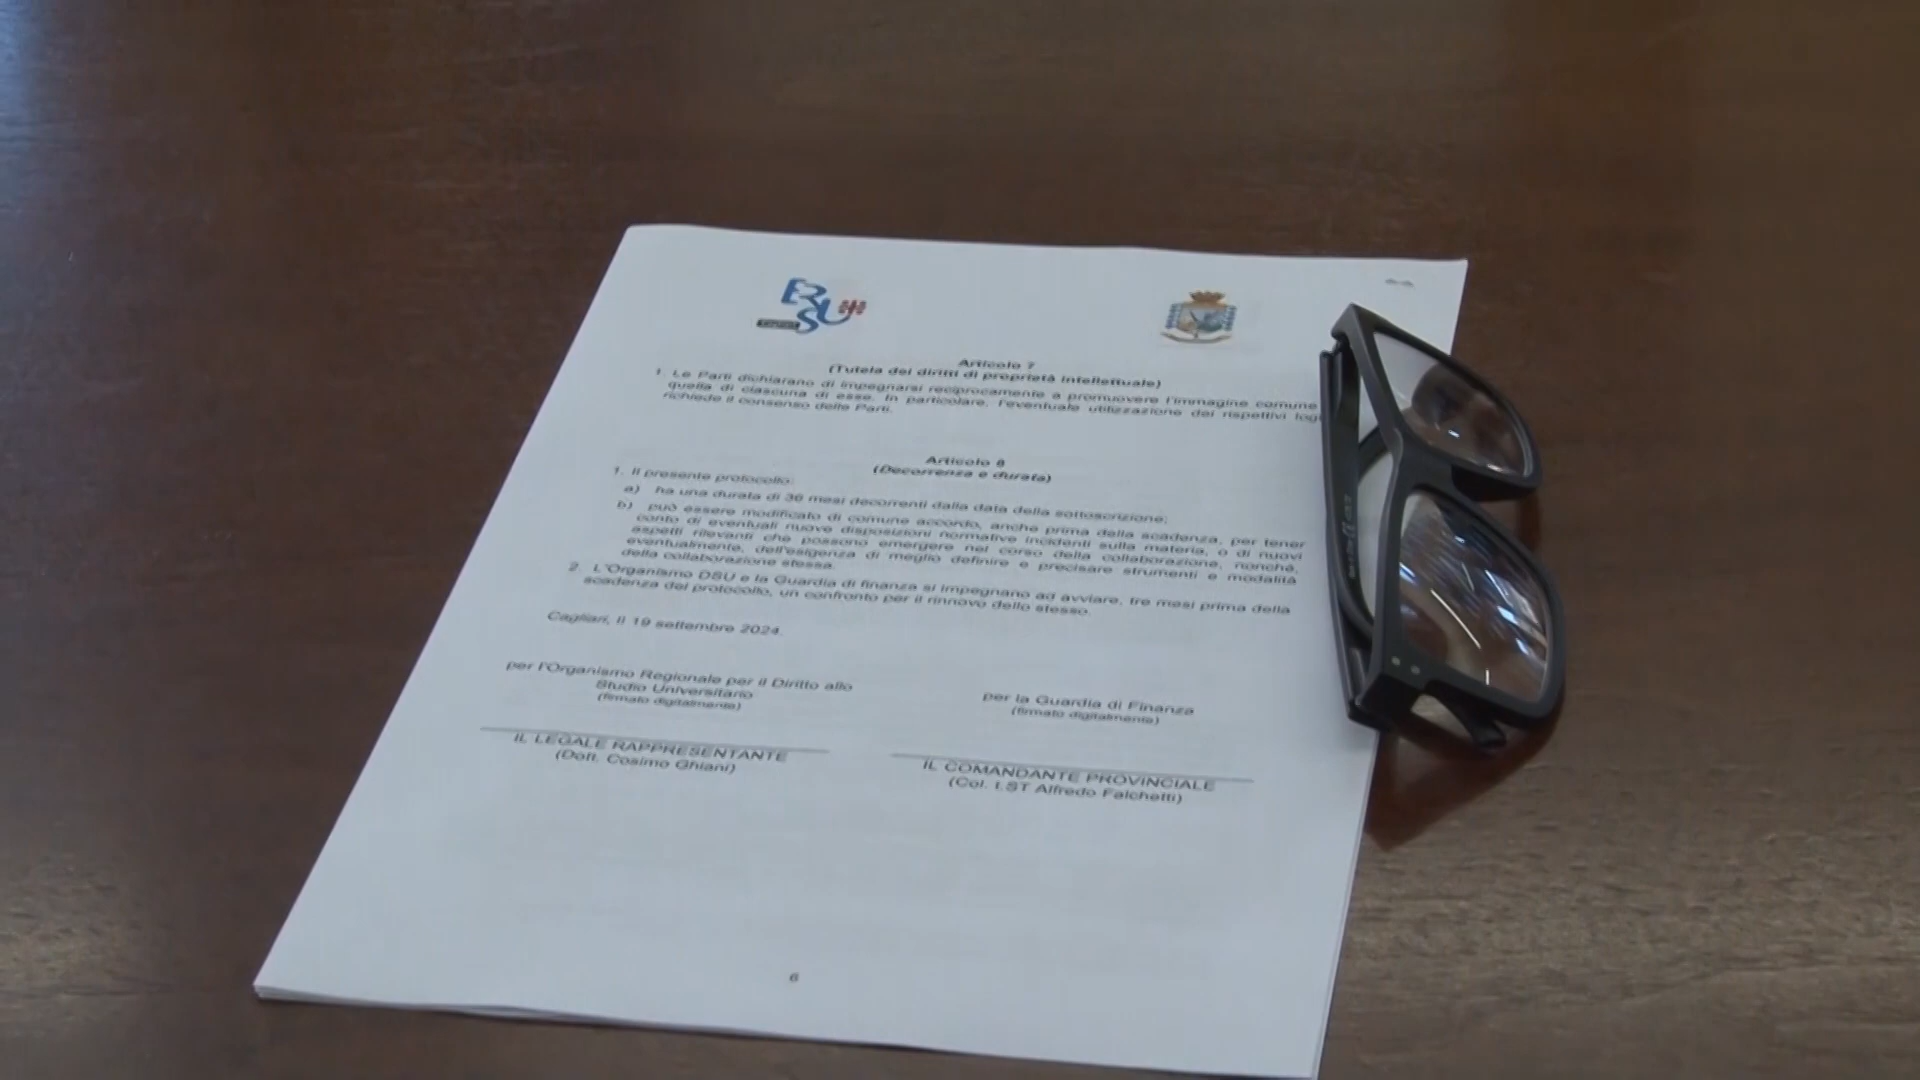 ERSU
Articolo 7
(Tutela dei diritti di proprietà intellettuale)
1. Le Parti dichiarano di impegnarsi reciprocamente a promuovere l'immagine comune
quella di ciascuna di esse. In particolare, l'eventuale utilizzazione dei rispettivi log
richiede il consenso delle Parti.
Articolo 8
(Decorrenza e durata)
1. Il presente protocollo:
a) ha una durata di 36 mesi decorrenti dalla data della sottoscrizione;
b) può essere modificato di comune accordo, anche prima della scadenza, per tener
conto di eventuali nuove disposizioni normative incidenti sulla materia, o di nuovi
aspetti rilevanti che possono emergere nel corso della collaborazione, nonché,
eventualmente, dell'esigenza di meglio definire e precisare strumenti e modalità
della collaborazione stessa.
2. L'Organismo DSU e la Guardia di finanza si impegnano ad avviare, tre mesi prima della
scadenza del protocollo, un confronto per il rinnovo dello stesso.
Cagliari, li 19 settembre 2024.
per l'Organismo Regionale per il Diritto allo
Studio Universitario
(firmato digitalmente)
IL LEGALE RAPPRESENTANTE
(Dott. Cosimo Ghiani)
per la Guardia di Finanza
(firmato digitalmente)
IL COMANDANTE PROVINCIALE
(Col. t.ST Alfredo Falchetti)
6